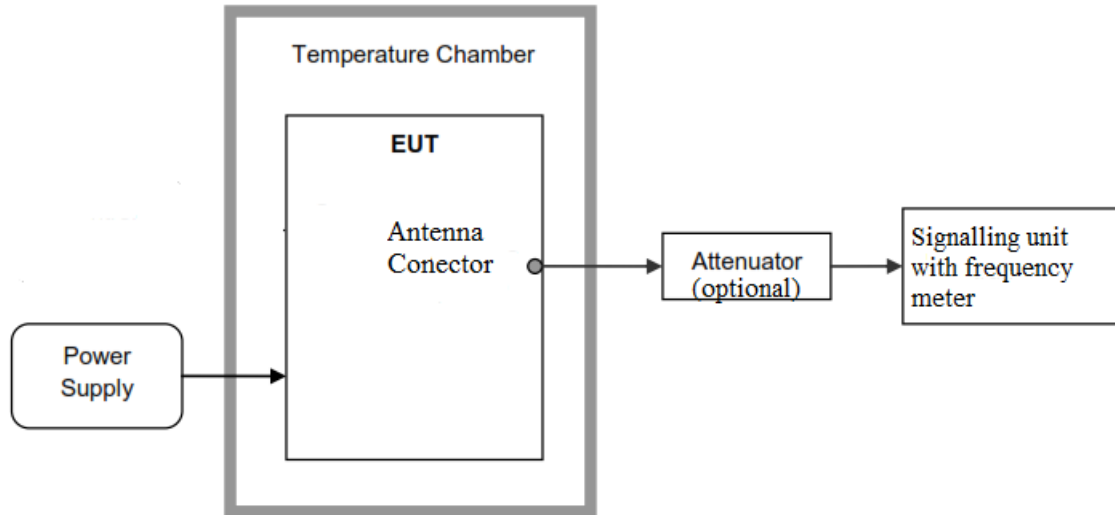 Temperature Chamber
EUT
Antenna
Conector
Power
Supply
Attenuator
(optional)
Signalling unit
with frequency
meter